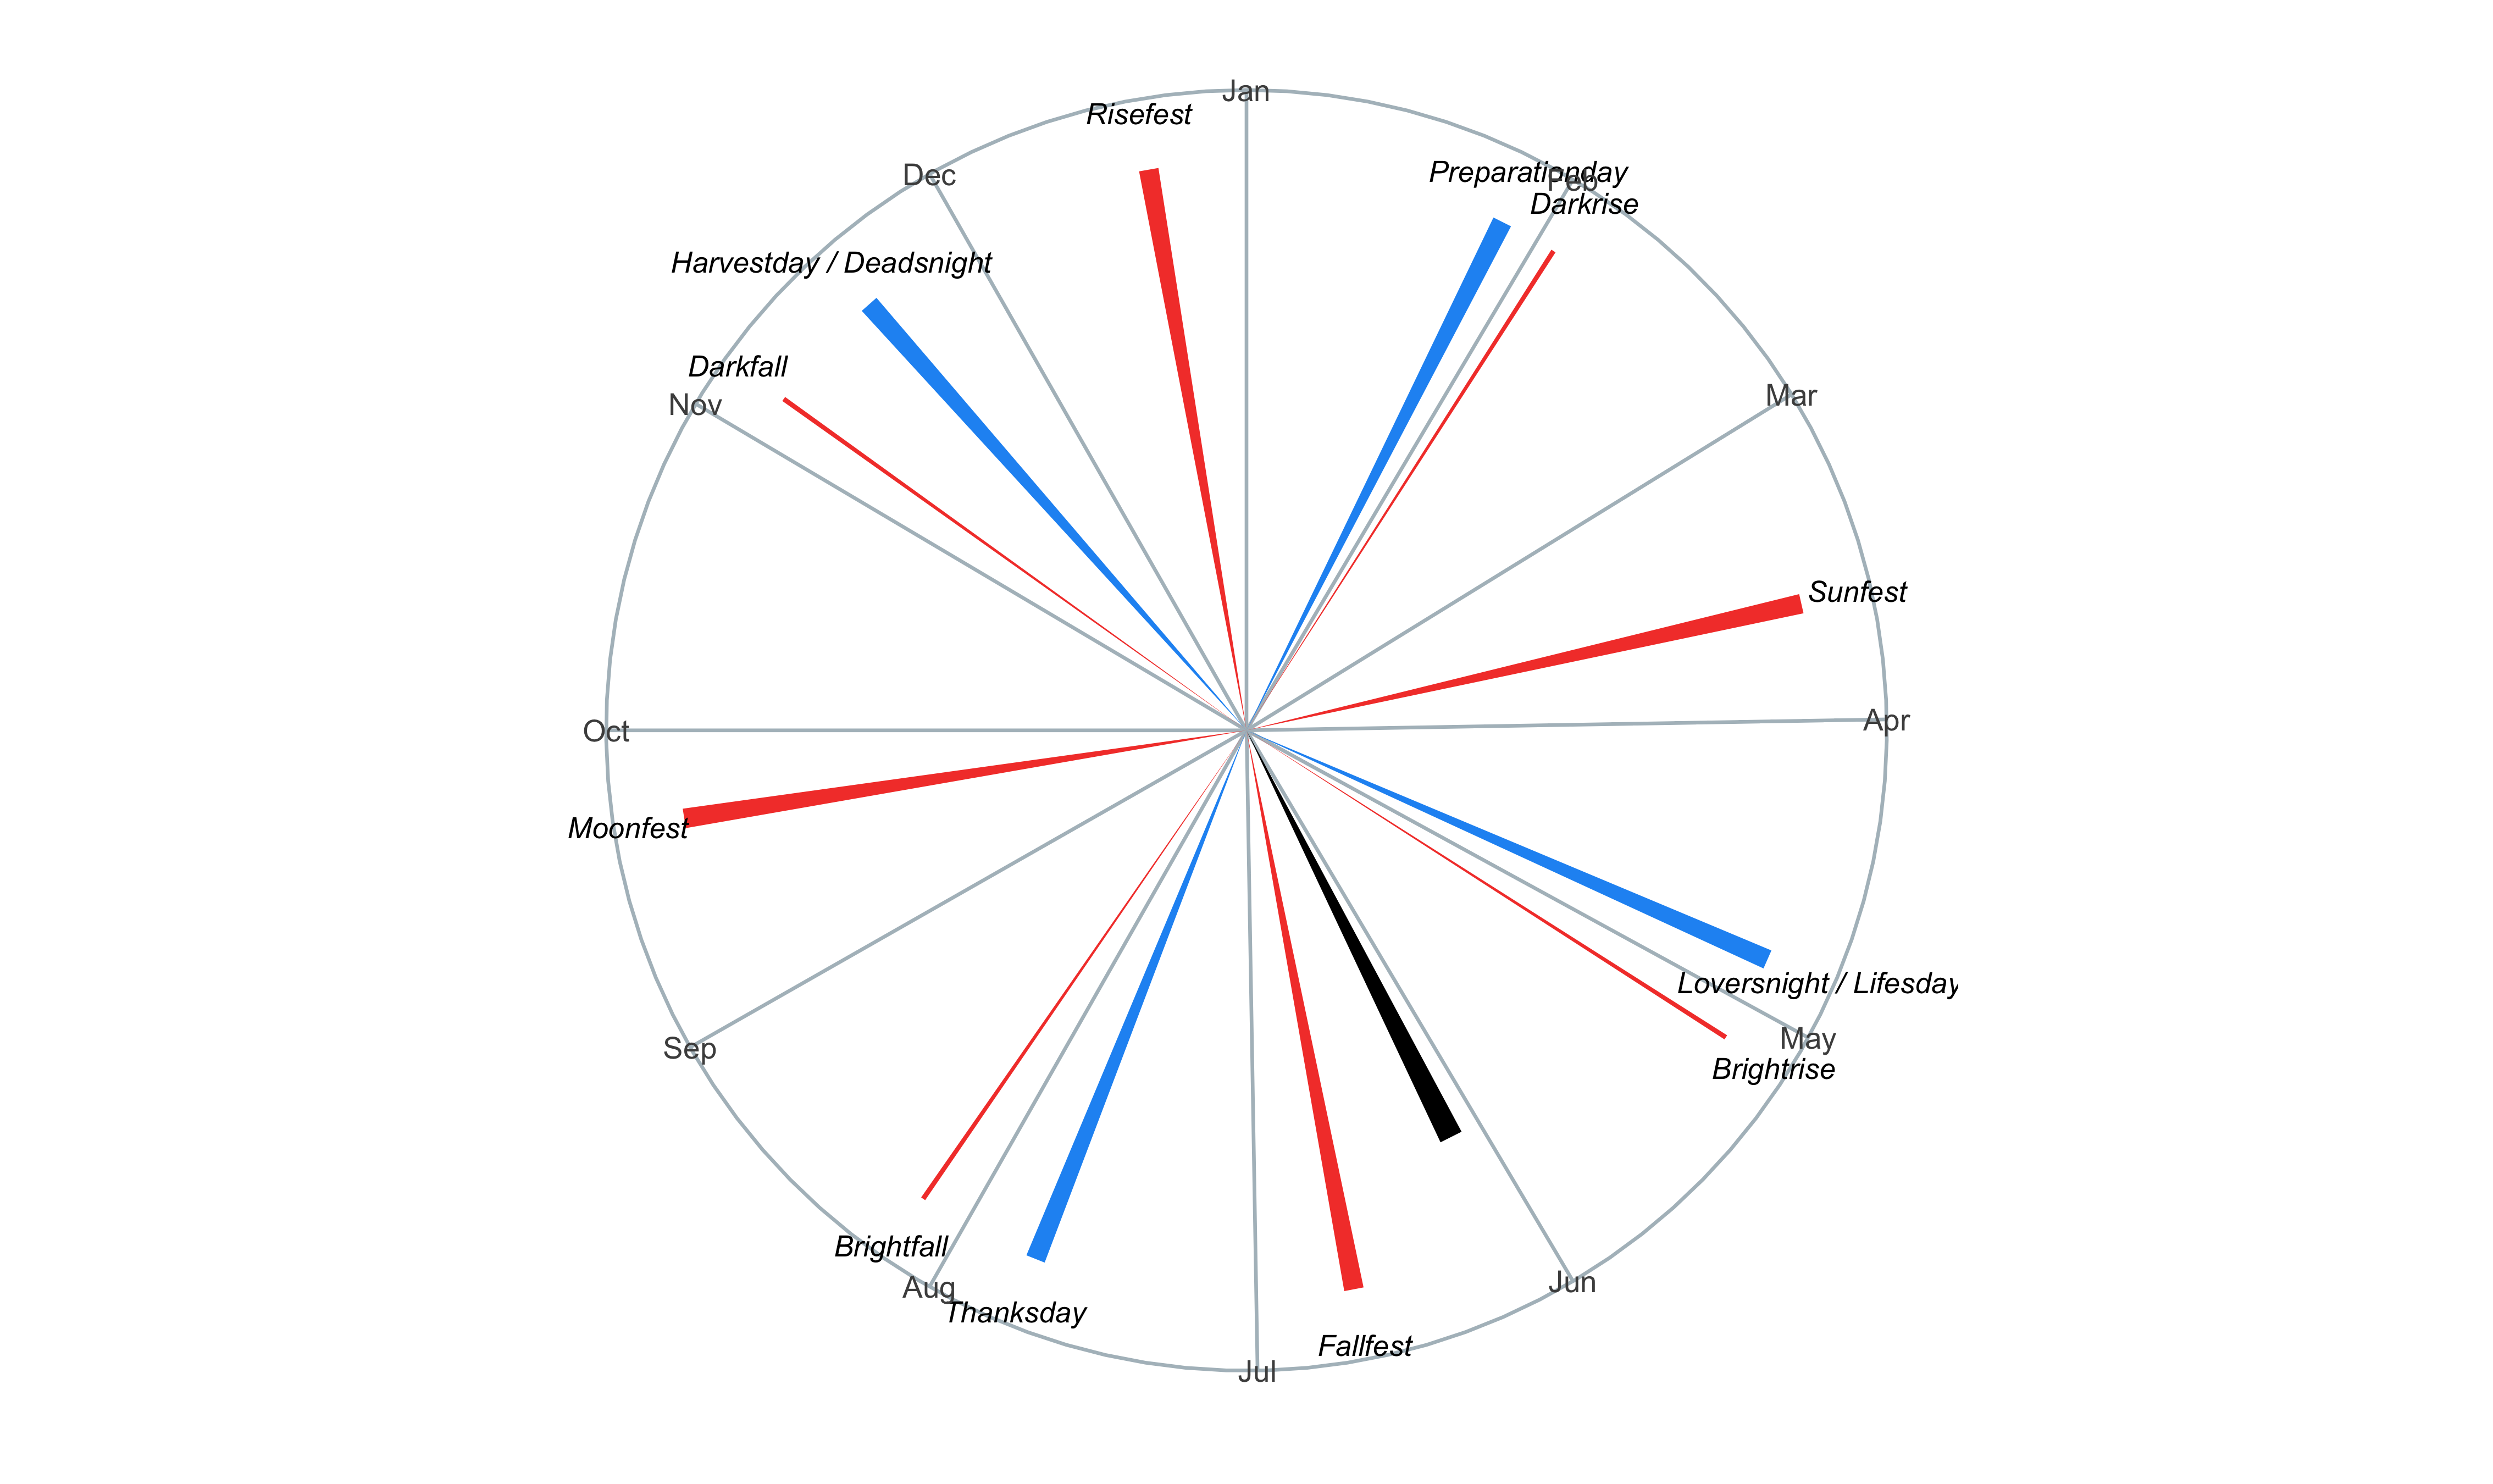 Jan
Risefest
Preparationday
Feb
Dec
Darkrise
Harvestday / Deadsnight
Darkfall
Mar
Nov
Sunfest
Apr
Oct
Moonfest
Loversnight / Lifesday
May
Sep
Brightrise
Brightfall
Jun
Aug
Thanksday
Fallfest
Jul